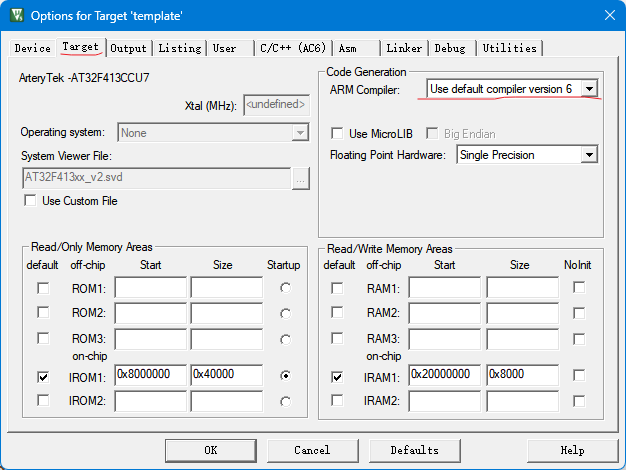 Options for Target 'template'
Device Target Output Listing User C/C++ (AC6) Asm Linker Debug Utilities
ArteryTek -AT32F413CCU7
Xtal (MHz): <undefined>
Operating system: None
System Viewer File:
AT32F413xx_v2.svd ...
Use Custom File
Code Generation
ARM Compiler: Use default compiler version 6
Use MicroLIB Big Endian
Floating Point Hardware: Single Precision
Read/Only Memory Areas
default off-chip Start Size Startup
ROM1:
ROM2:
ROM3:
on-chip
IROM1: 0x8000000 0x40000
IROM2:
Read/Write Memory Areas
default off-chip Start Size NoInit
RAM1:
RAM2:
RAM3:
on-chip
IRAM1: 0x20000000 0x8000
IRAM2:
OK Cancel Defaults Help